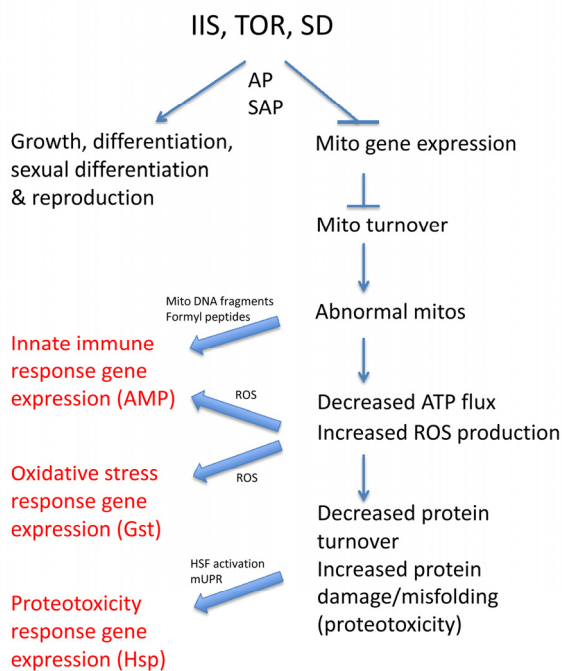 IIS, TOR, SD
AP
SAP
Growth, differentiation,
sexual differentiation
& reproduction
Mito gene expression
Mito turnover
Abnormal mitos
Mito DNA fragments
Formyl peptides
Innate immune
response gene
expression (AMP)
ROS
Decreased ATP flux
Increased ROS production
ROS
Oxidative stress
response gene
expression (Gst)
Decreased protein
turnover
Increased protein
damage/misfolding
(proteotoxicity)
HSF activation
mUPR
Proteotoxicity
response gene
expression (Hsp)